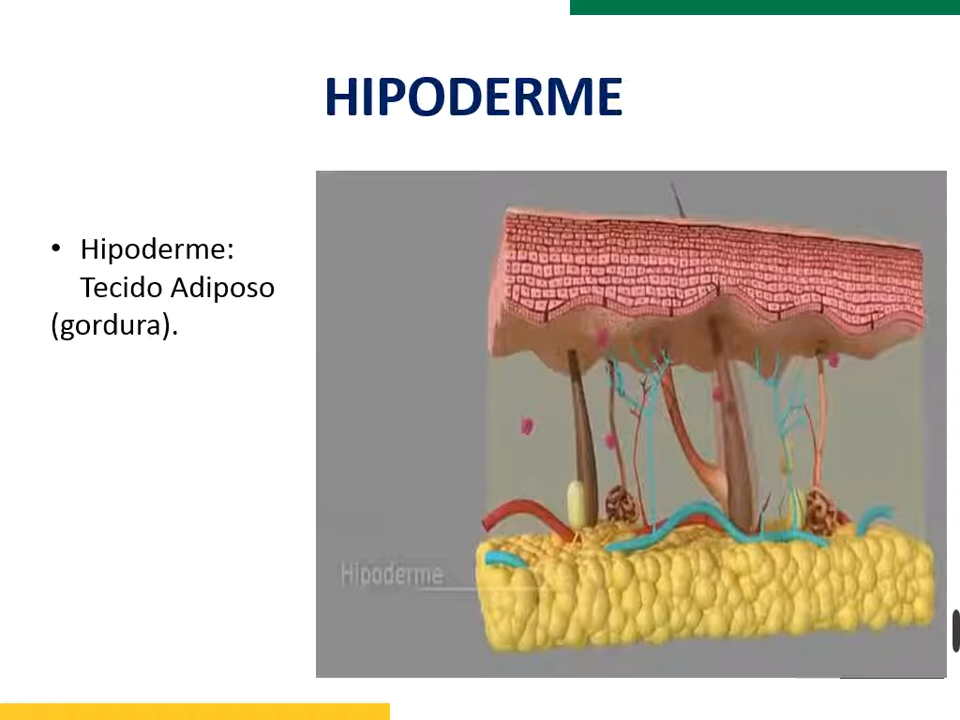 HIPODERME
• Hipoderme:
Tecido Adiposo
(gordura).
Hipoderme